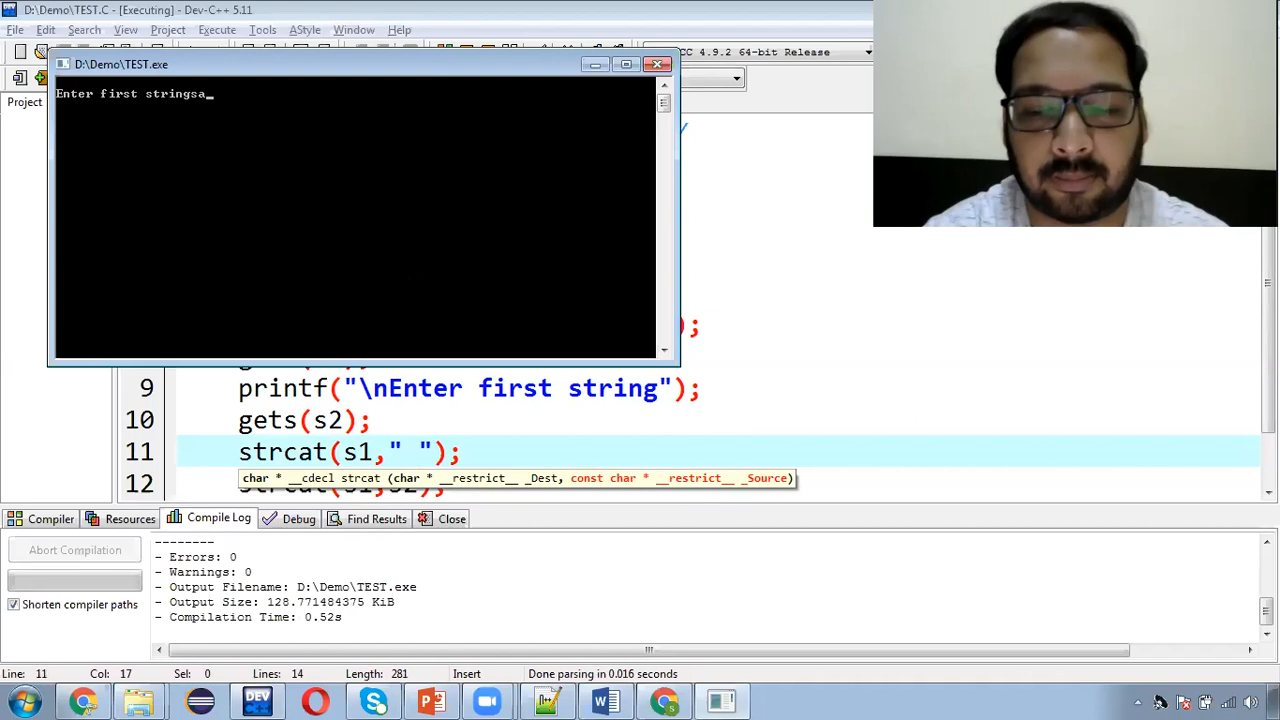 D:\Demo\TEST.C - [Executing] - Dev-C++ 5.11
File Edit Search View Project Execute Tools AStyle Window Help
CC 4.9.2 64-bit Release
D:\Demo\TEST.exe
Project
Enter first stringsa_
/
);
9 printf("\nEnter first string");
10 gets(s2);
11 strcat(s1," ");
char * __cdecl strcat (char * __restrict__ _Dest, const char * __restrict__ _Source)
12 strcat(s1,s2);
Compiler Resources Compile Log Debug Find Results Close
Abort Compilation
Shorten compiler paths
--------
- Errors: 0
- Warnings: 0
- Output Filename: D:\Demo\TEST.exe
- Output Size: 128.771484375 KiB
- Compilation Time: 0.52s
Line: 11 Col: 17 Sel: 0 Lines: 14 Length: 281 Insert Done parsing in 0.016 seconds
DEV C++